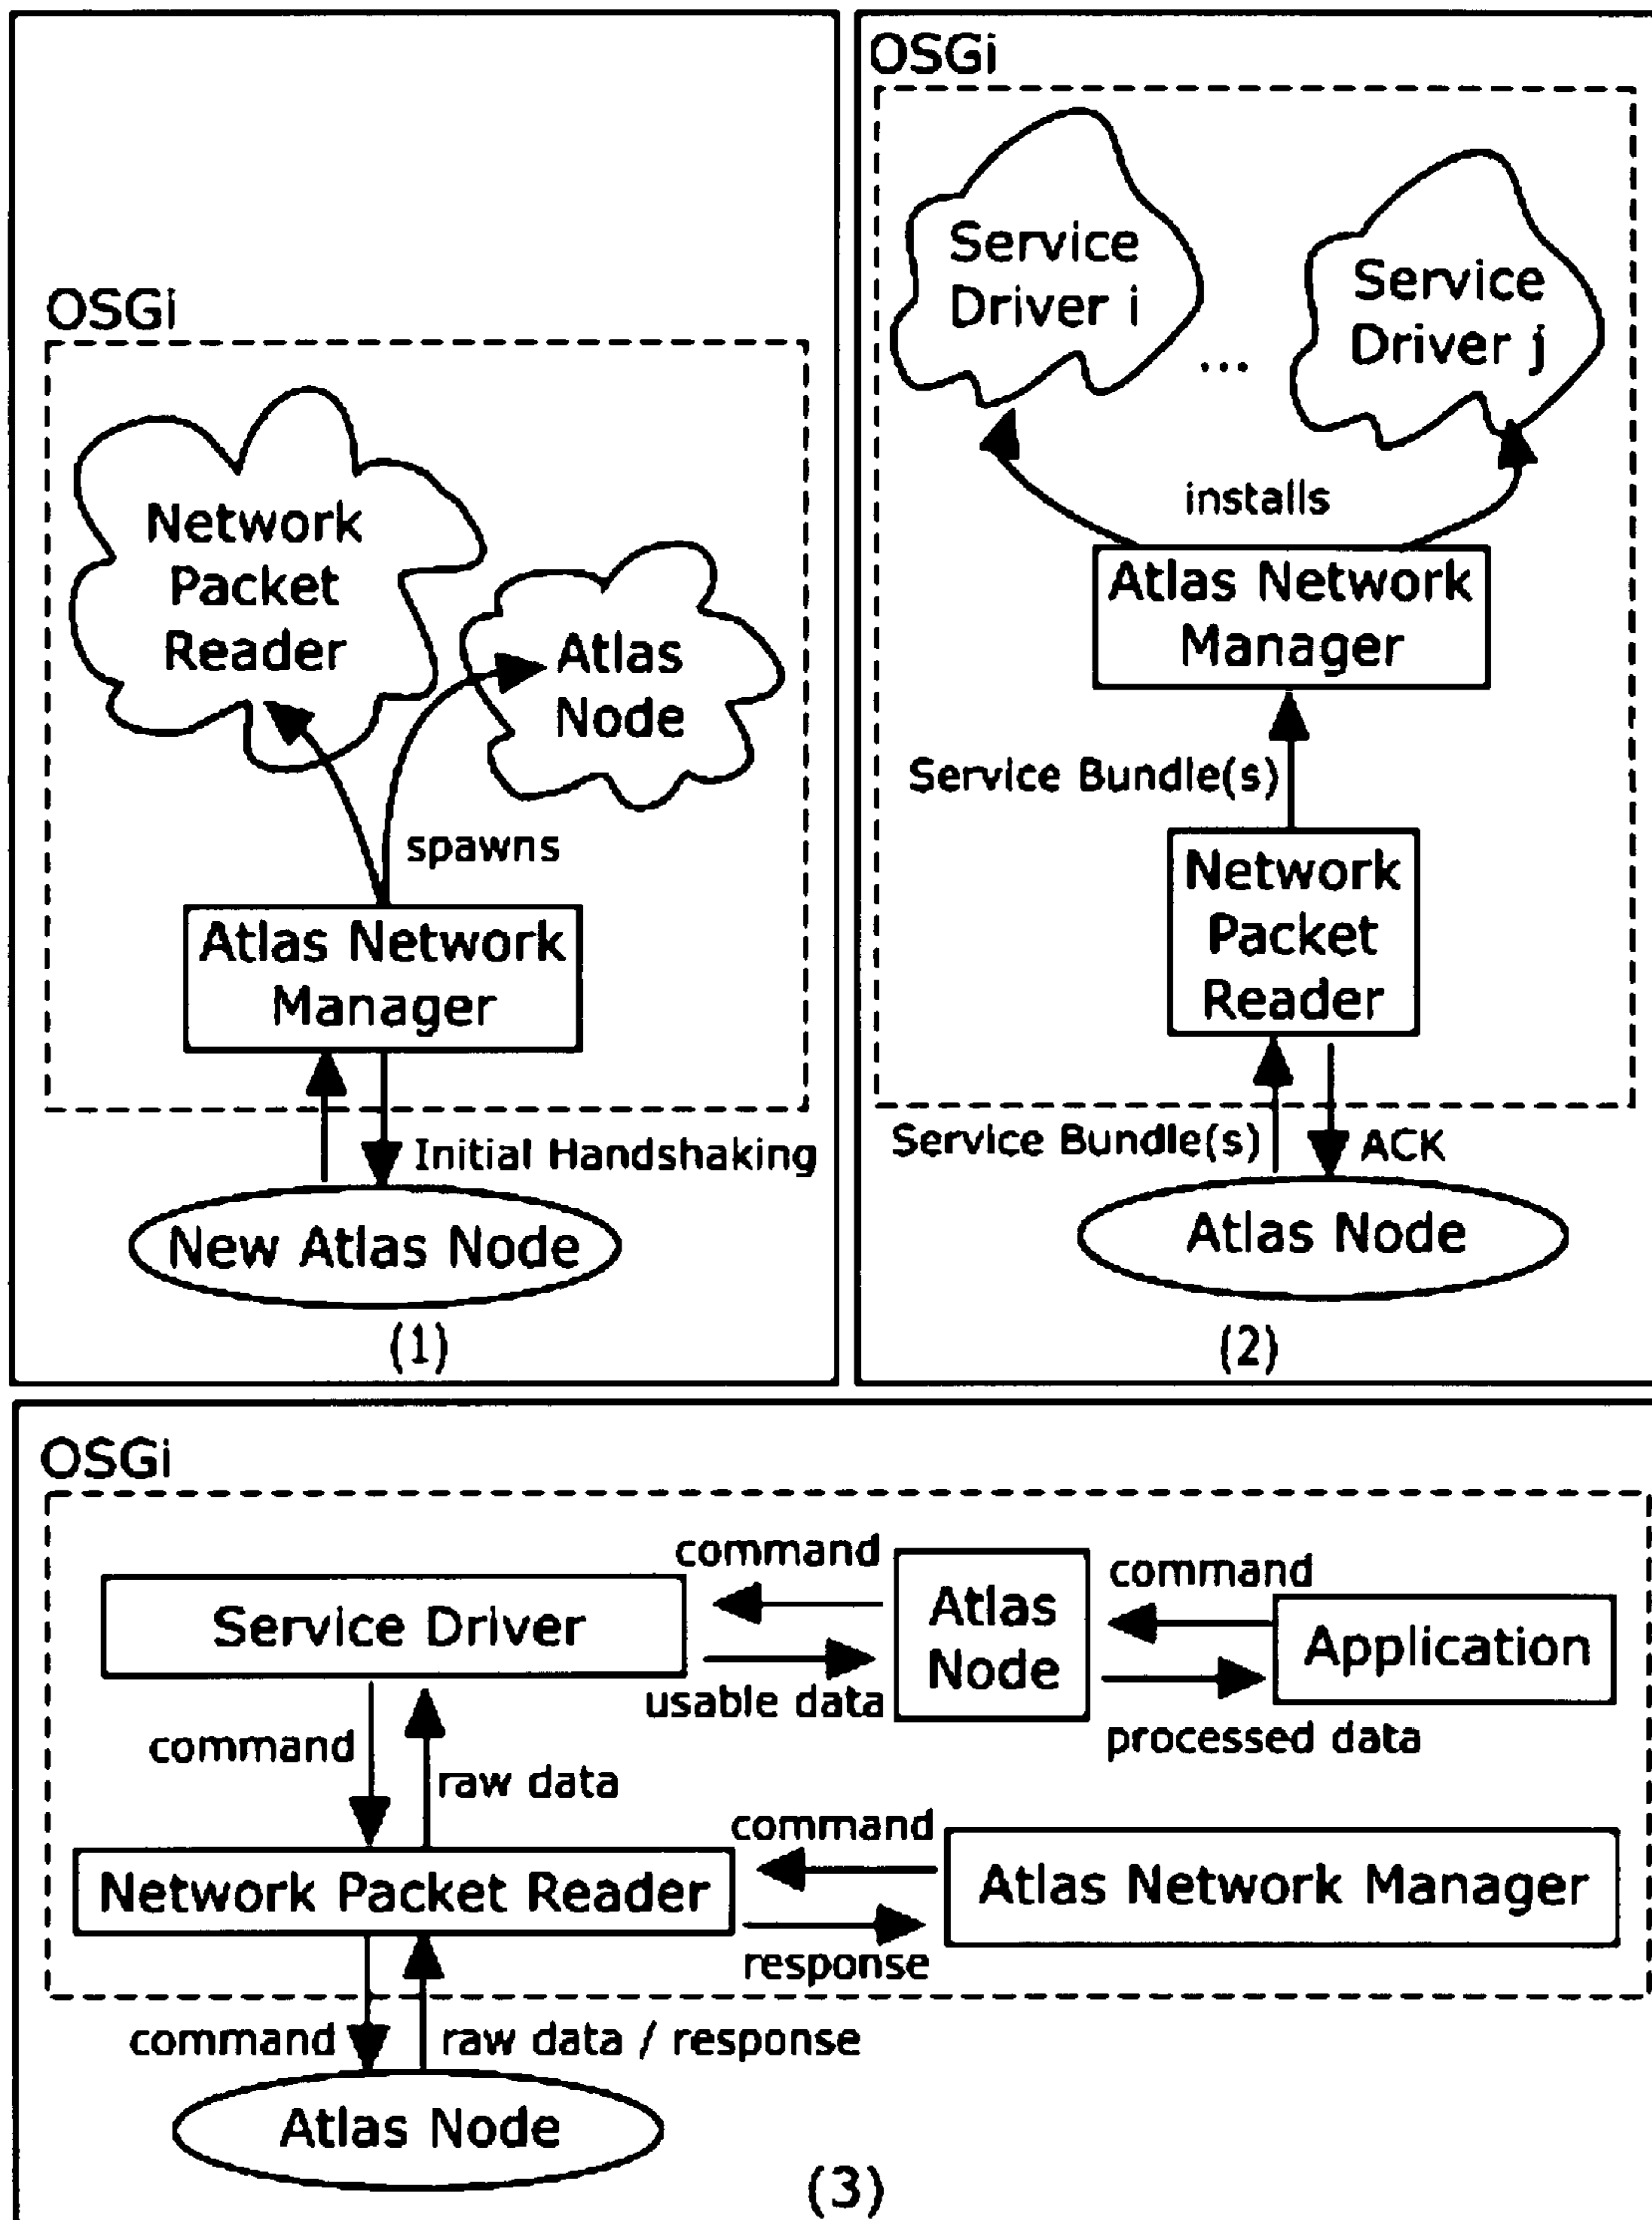 OSGi
Network
Packet
Reader
Atlas
Node
spawns
Atlas Network
Manager
Initial Handshaking
New Atlas Node
(1)
OSGi
Service
Driver i
...
Service
Driver j
installs
Atlas Network
Manager
Service Bundle(s)
Network
Packet
Reader
Service Bundle(s)
ACK
Atlas Node
(2)
OSGi
Service Driver
command
usable data
Atlas
Node
command
processed data
Application
command
raw data
Network Packet Reader
command
response
Atlas Network Manager
command
raw data / response
Atlas Node
(3)